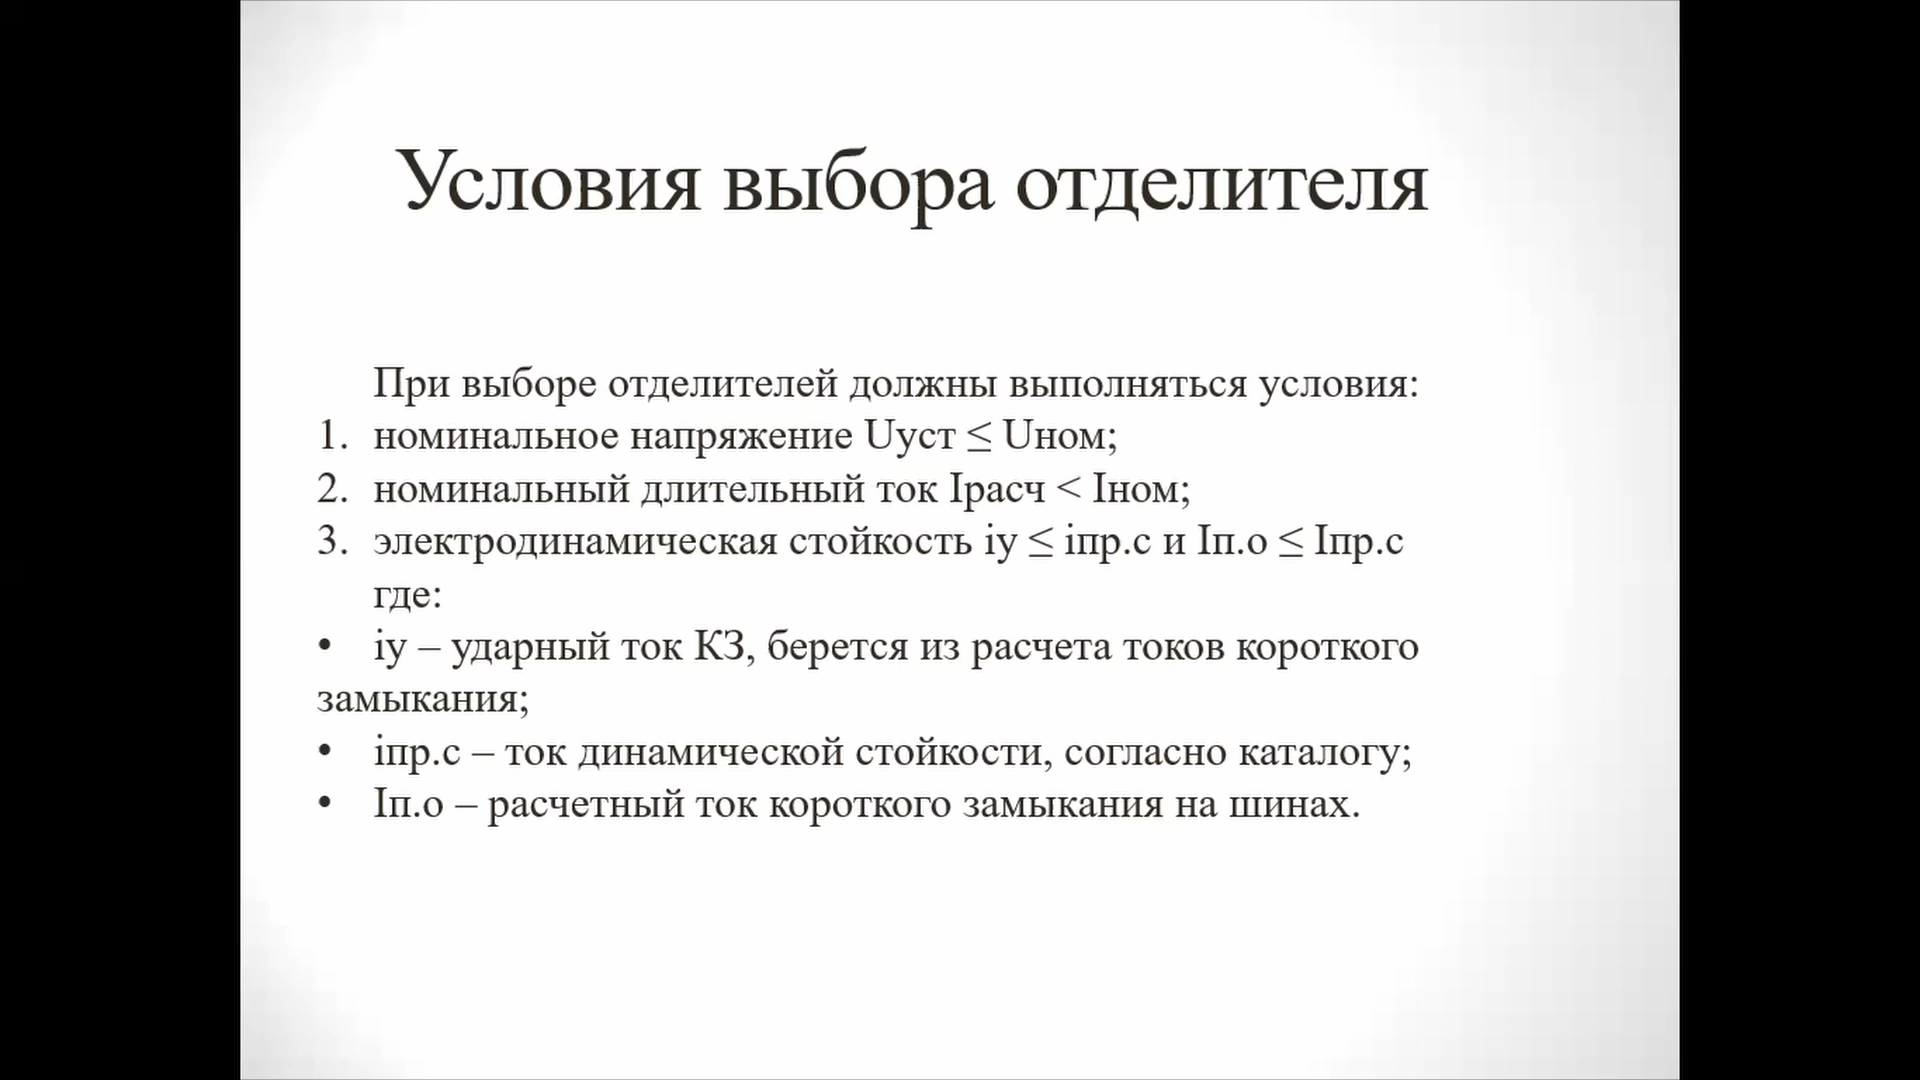 Условия выбора отделителя
При выборе отделителей должны выполняться условия:
1. номинальное напряжение Uуст ≤ Uном;
2. номинальный длительный ток Iрасч < Iном;
3. электродинамическая стойкость iу ≤ iпр.с и Iп.о ≤ Iпр.с
где:
• iу – ударный ток КЗ, берется из расчета токов короткого
замыкания;
• iпр.с – ток динамической стойкости, согласно каталогу;
• Iп.о – расчетный ток короткого замыкания на шинах.